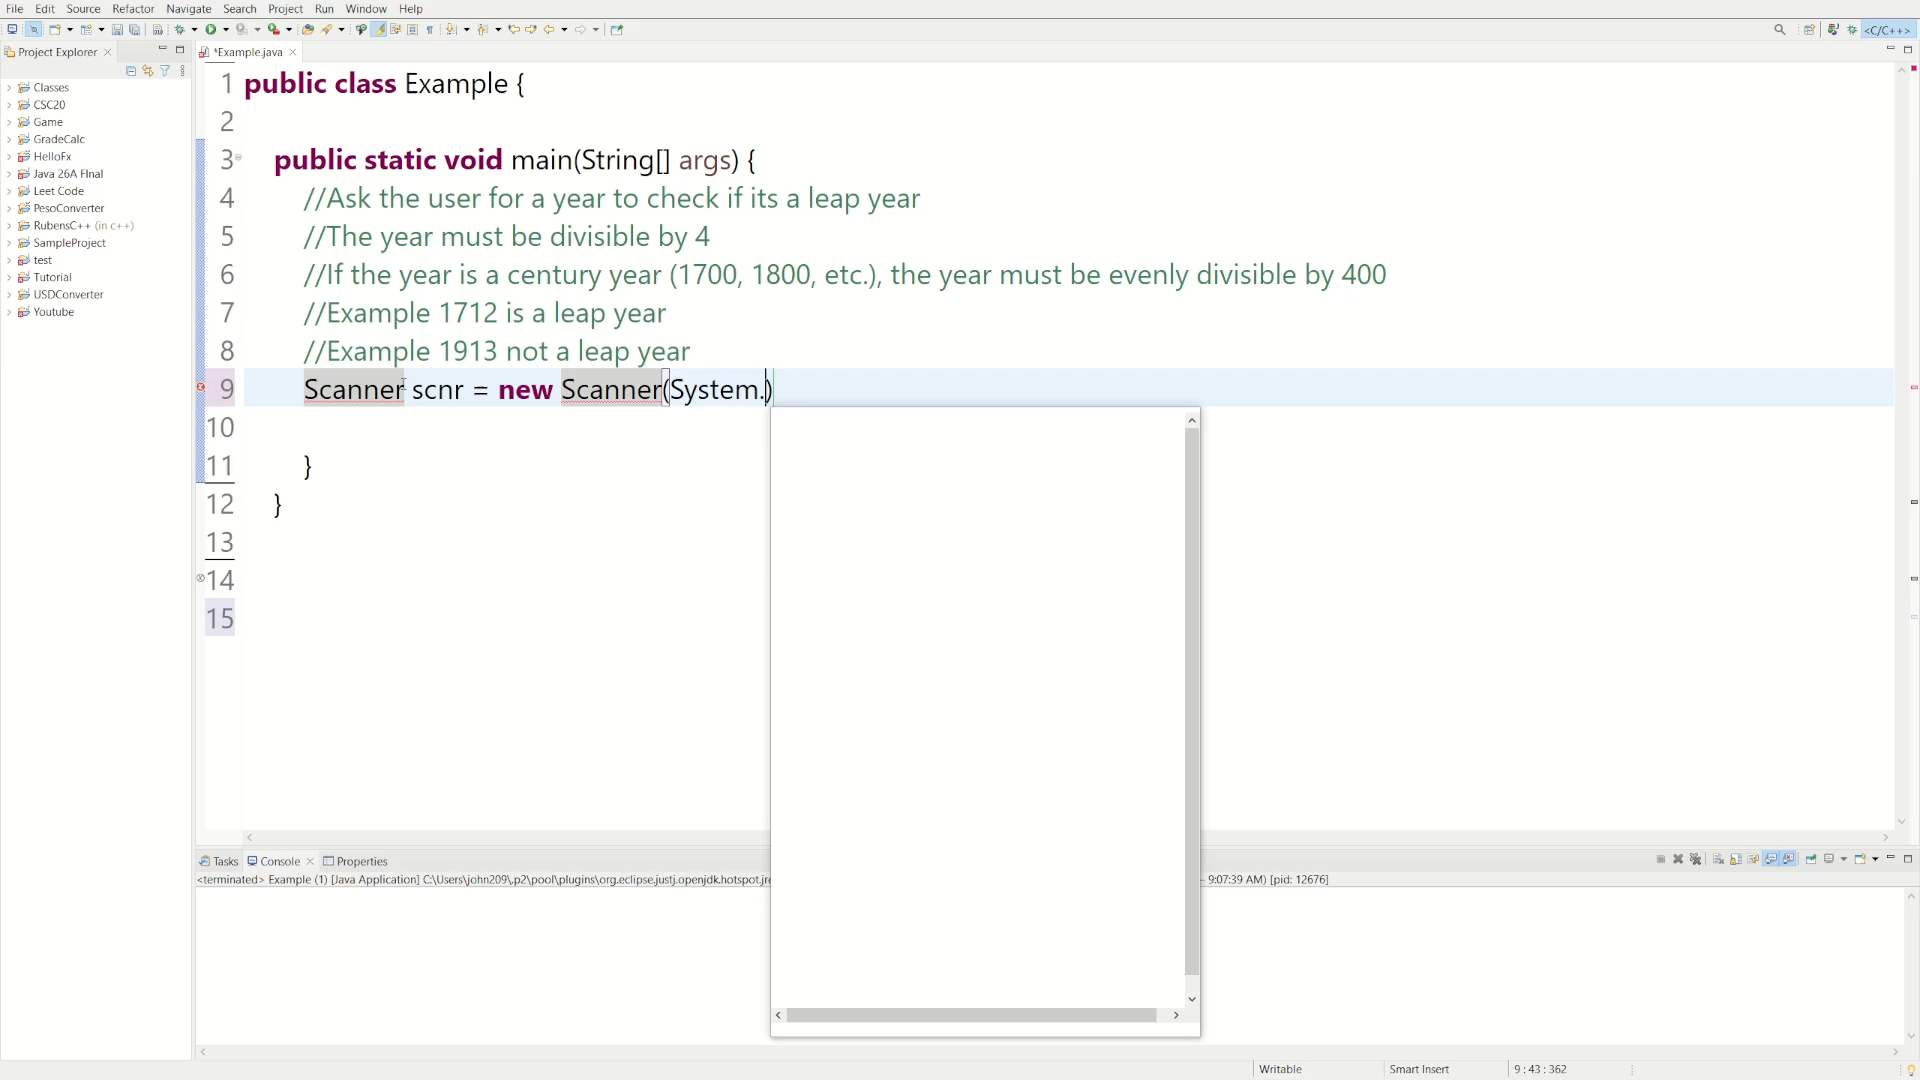 File Edit Source Refactor Navigate Search Project Run Window Help
<C/C++>
Project Explorer
*Example.java
Classes
CSC20
Game
GradeCalc
HelloFx
Java 26A FInal
Leet Code
PesoConverter
RubensC++ (in c++)
SampleProject
test
Tutorial
USDConverter
Youtube
1 public class Example {
2
3 public static void main(String[] args) {
4 //Ask the user for a year to check if its a leap year
5 //The year must be divisible by 4
6 //If the year is a century year (1700, 1800, etc.), the year must be evenly divisible by 400
7 //Example 1712 is a leap year
8 //Example 1913 not a leap year
9 Scanner scnr = new Scanner(System.)
10
11 }
12 }
13
14
15
Tasks Console Properties
<terminated> Example (1) [Java Application] C:\Users\john209\.p2\pool\plugins\org.eclipse.justj.openjdk.hotspot.jre - 9:07:39 AM) [pid: 12676]
Writable Smart Insert 9 : 43 : 362